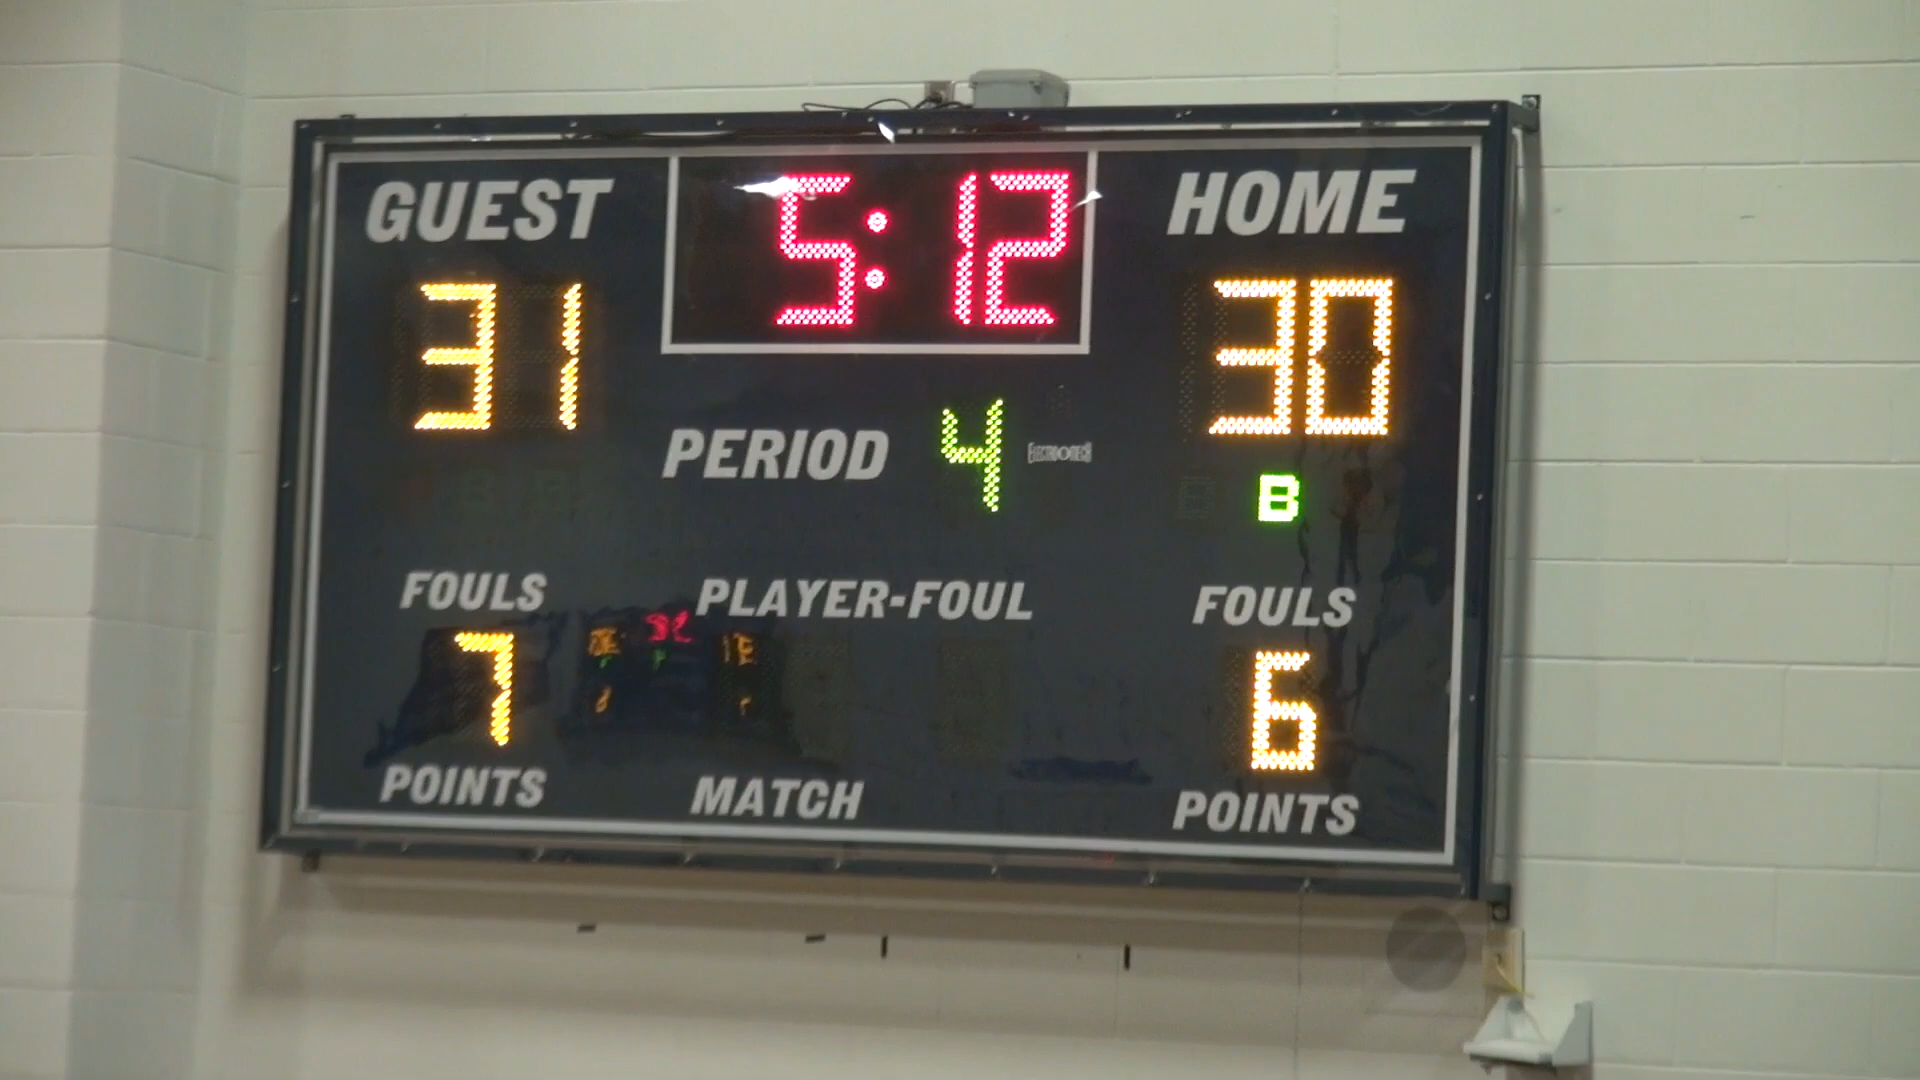 GUEST 5:12 HOME
31 30
PERIOD 4
B
FOULS PLAYER-FOUL FOULS
7 6
POINTS MATCH POINTS